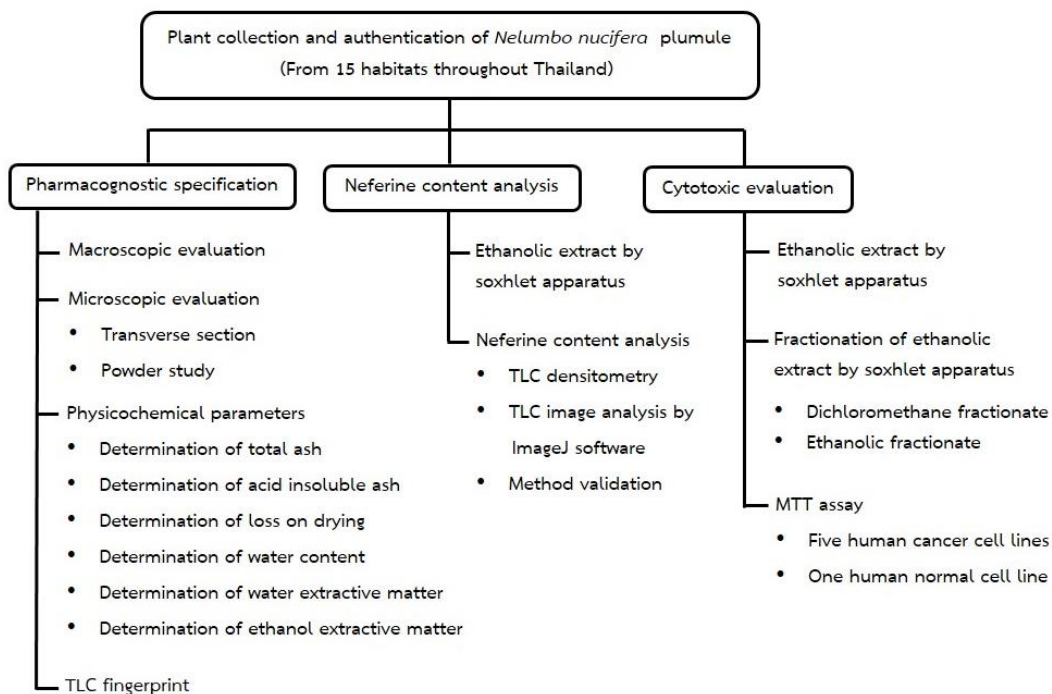 Plant collection and authentication of Nelumbo nucifera plumule
(From 15 habitats throughout Thailand)
Pharmacognostic specification
Macroscopic evaluation
Microscopic evaluation
• Transverse section
• Powder study
Physicochemical parameters
• Determination of total ash
• Determination of acid insoluble ash
• Determination of loss on drying
• Determination of water content
• Determination of water extractive matter
• Determination of ethanol extractive matter
TLC fingerprint
Neferine content analysis
Ethanolic extract by
soxhlet apparatus
Neferine content analysis
• TLC densitometry
• TLC image analysis by
ImageJ software
• Method validation
Cytotoxic evaluation
Ethanolic extract by
soxhlet apparatus
Fractionation of ethanolic
extract by soxhlet apparatus
• Dichloromethane fractionate
• Ethanolic fractionate
MTT assay
• Five human cancer cell lines
• One human normal cell line